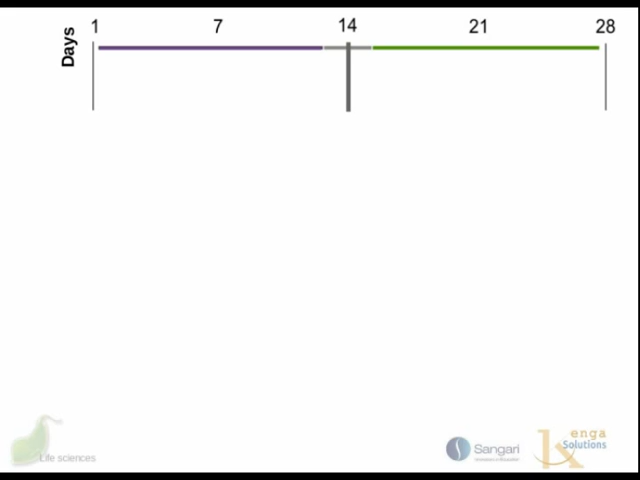 Days
1 7 14 21 28
Life sciences
Sangari
enga
Solutions